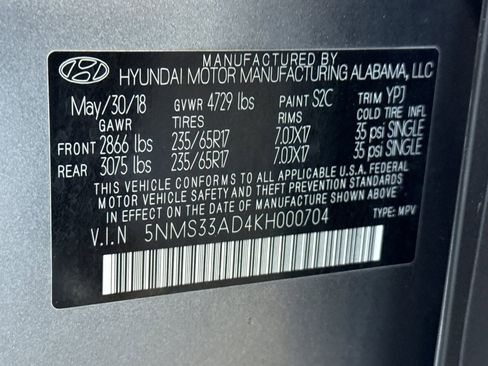 MANUFACTURED BY
HYUNDAI MOTOR MANUFACTURING ALABAMA, LLC
May/30/18 GVWR 4729 lbs PAINT S2C TRIM YPJ
GAWR TIRES RIMS COLD TIRE INFL
FRONT 2866 lbs 235/65R17 7.0JX17 35 psi SINGLE
REAR 3075 lbs 235/65R17 7.0JX17 35 psi SINGLE
THIS VEHICLE CONFORMS TO ALL APPLICABLE U.S.A. FEDERAL
MOTOR VEHICLE SAFETY AND THEFT PREVENTION STANDARDS
IN EFFECT ON THE DATE OF MANUFACTURE SHOWN ABOVE.
V.I.N 5NMS33AD4KH000704 TYPE: MPV